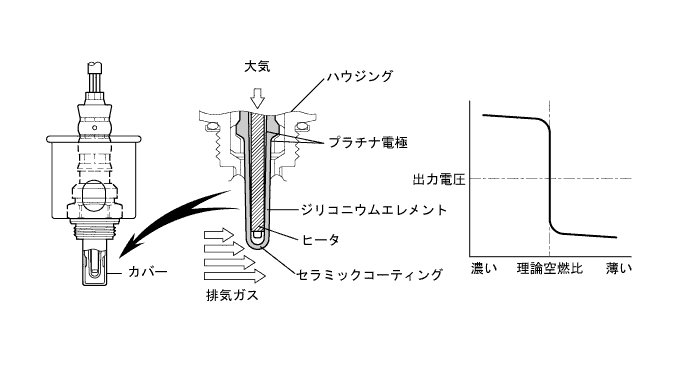 大気
ハウジング
プラチナ電極
ジリコニウムエレメント
ヒータ
セラミックコーティング
カバー
排気ガス
出力電圧
濃い
理論空燃比
薄い